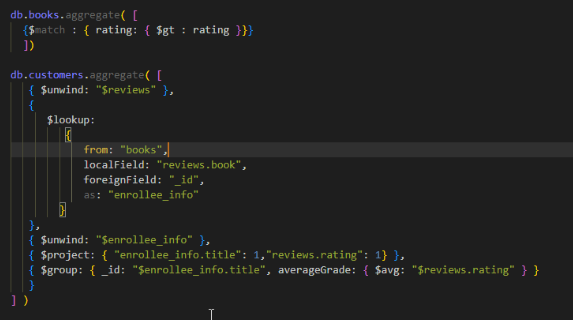 db.books.aggregate( [
{$match : { rating: { $gt : rating }}}
])
db.customers.aggregate( [
{ $unwind: "$reviews" },
{
$lookup:
{
from: "books",
localField: "reviews.book",
foreignField: "_id",
as: "enrollee_info"
}
},
{ $unwind: "$enrollee_info" },
{ $project: { "enrollee_info.title": 1,"reviews.rating": 1} },
{ $group: { _id: "$enrollee_info.title", averageGrade: { $avg: "$reviews.rating" } }
}
] )